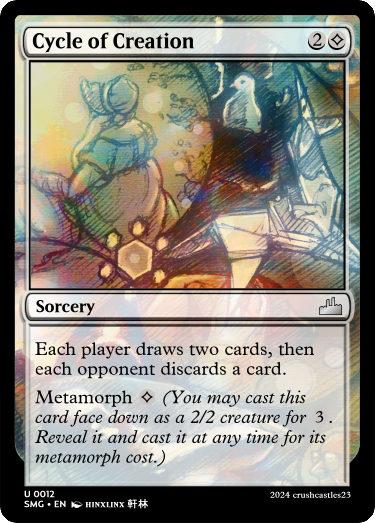 Cycle of Creation 2
Sorcery
Each player draws two cards, then
each opponent discards a card.
Metamorph (You may cast this
card face down as a 2/2 creature for 3.
Reveal it and cast it at any time for its
metamorph cost.)
U 0012
SMG • EN HINXLINX 軒林
2024 crushcastles23